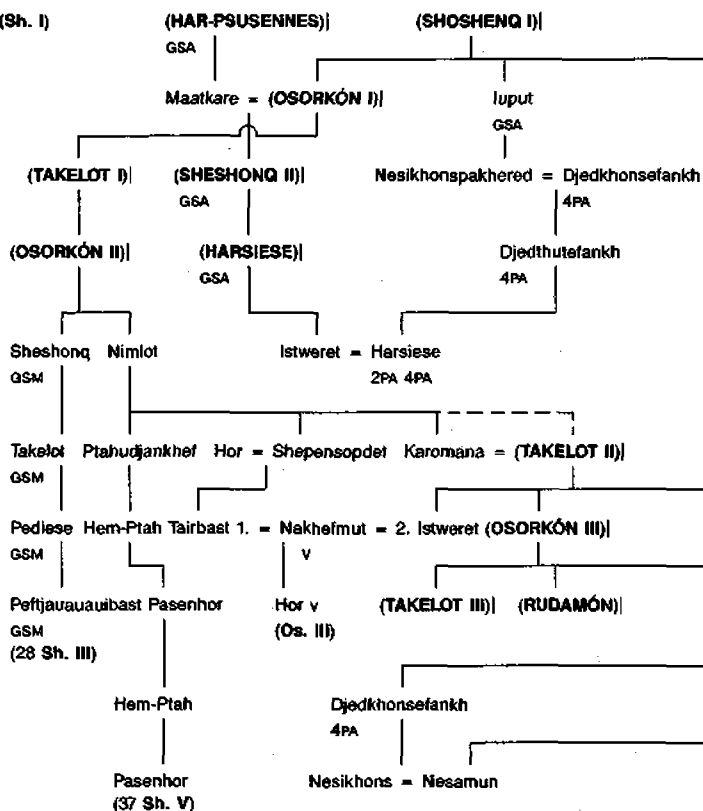 (Sh. I) (HAR-PSUSENNES)| (SHOSHENQ I)|
GSA
Maatkare = (OSORKÓN I)| Iuput
GSA
(TAKELOT I)| (SHESHONQ II)| Nesikhonspakhered = Djedkhonsefankh
GSA 4PA
(OSORKÓN II)| (HARSIESE)| Djedthutefankh
GSA 4PA
Sheshonq Nimlot Istweret = Harsiese
GSM 2PA 4PA
Takelot Ptahudjankhef Hor = Shepensopdet Karomana = (TAKELOT II)|
GSM
Pediese Hem-Ptah Tairbast 1. = Nakhefmut = 2. Istweret (OSORKÓN III)|
GSM V
Peftjauauauibast Pasenhor Hor V (TAKELOT III)| (RUDAMÓN)|
GSM (Os. III)
(28 Sh. III)
Hem-Ptah Djedkhonsefankh
4PA
Pasenhor Nesikhons = Nesamun
(37 Sh. V)